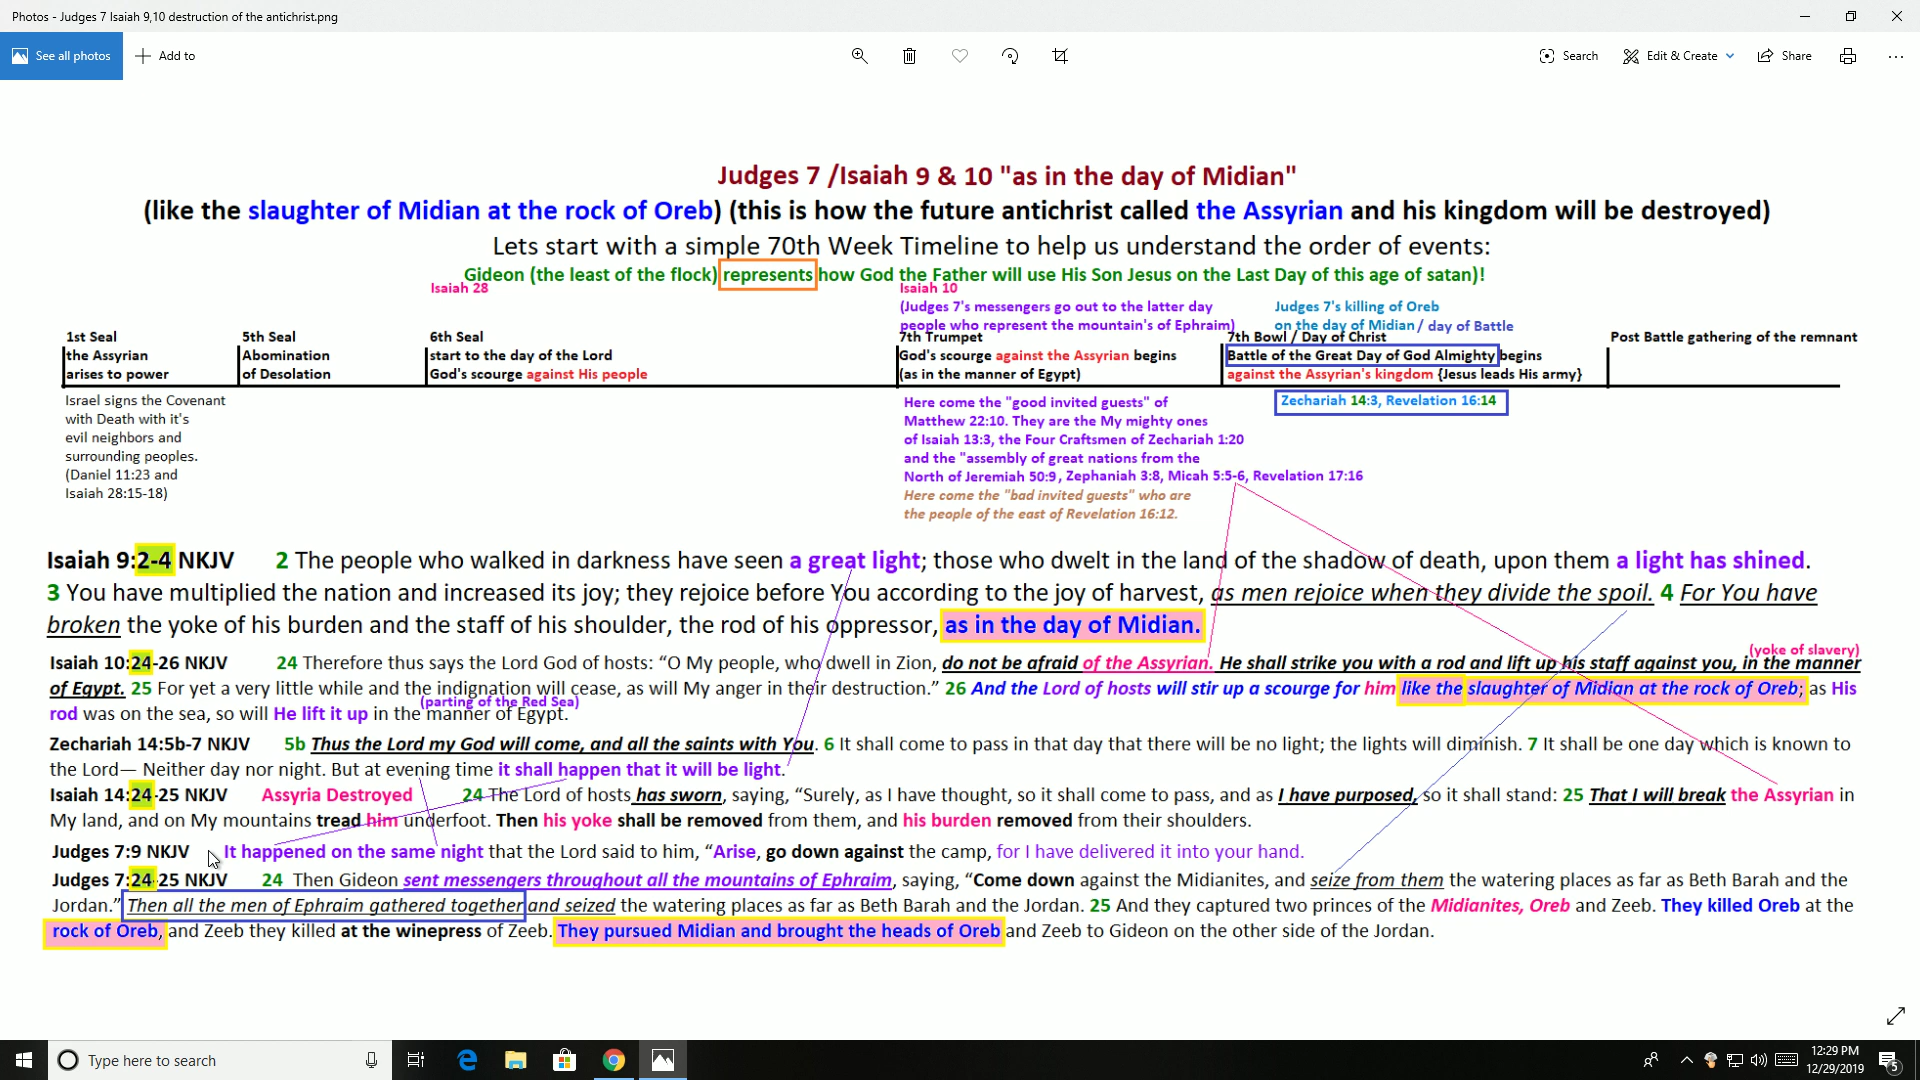 Photos - Judges 7 Isaiah 9,10 destruction of the antichrist.png
See all photos
Add to
Search
Edit & Create
Share
Judges 7 /Isaiah 9 & 10 "as in the day of Midian"
(like the slaughter of Midian at the rock of Oreb) (this is how the future antichrist called the Assyrian and his kingdom will be destroyed)
Lets start with a simple 70th Week Timeline to help us understand the order of events:
Gideon (the least of the flock) represents how God the Father will use His Son Jesus on the Last Day of this age of satan)!
Isaiah 28
Isaiah 10
(Judges 7's messengers go out to the latter day
people who represent the mountain's of Ephraim)
Judges 7's killing of Oreb
on the day of Midian / day of Battle
1st Seal
the Assyrian
arises to power
5th Seal
Abomination
of Desolation
6th Seal
start to the day of the Lord
God's scourge against His people
7th Trumpet
God's scourge against the Assyrian begins
(as in the manner of Egypt)
7th Bowl / Day of Christ
Battle of the Great Day of God Almighty begins
against the Assyrian's kingdom {Jesus leads His army}
Post Battle gathering of the remnant
Israel signs the Covenant
with Death with it's
evil neighbors and
surrounding peoples.
(Daniel 11:23 and
Isaiah 28:15-18)
Here come the "good invited guests" of
Matthew 22:10. They are the My mighty ones
of Isaiah 13:3, the Four Craftsmen of Zechariah 1:20
and the "assembly of great nations from the
North of Jeremiah 50:9, Zephaniah 3:8, Micah 5:5-6, Revelation 17:16
Here come the "bad invited guests" who are
the people of the east of Revelation 16:12.
Zechariah 14:3, Revelation 16:14
Isaiah 9:2-4 NKJV 2 The people who walked in darkness have seen a great light; those who dwelt in the land of the shadow of death, upon them a light has shined.
3 You have multiplied the nation and increased its joy; they rejoice before You according to the joy of harvest, as men rejoice when they divide the spoil. 4 For You have
broken the yoke of his burden and the staff of his shoulder, the rod of his oppressor, as in the day of Midian.
(yoke of slavery)
Isaiah 10:24-26 NKJV 24 Therefore thus says the Lord God of hosts: “O My people, who dwell in Zion, do not be afraid of the Assyrian. He shall strike you with a rod and lift up his staff against you, in the manner
of Egypt. 25 For yet a very little while and the indignation will cease, as will My anger in their destruction.” 26 And the Lord of hosts will stir up a scourge for him like the slaughter of Midian at the rock of Oreb; as His
(parting of the Red Sea)
rod was on the sea, so will He lift it up in the manner of Egypt.
Zechariah 14:5b-7 NKJV 5b Thus the Lord my God will come, and all the saints with You. 6 It shall come to pass in that day that there will be no light; the lights will diminish. 7 It shall be one day which is known to
the Lord— Neither day nor night. But at evening time it shall happen that it will be light.
Isaiah 14:24-25 NKJV Assyria Destroyed 24 The Lord of hosts has sworn, saying, “Surely, as I have thought, so it shall come to pass, and as I have purposed, so it shall stand: 25 That I will break the Assyrian in
My land, and on My mountains tread him underfoot. Then his yoke shall be removed from them, and his burden removed from their shoulders.
Judges 7:9 NKJV It happened on the same night that the Lord said to him, “Arise, go down against the camp, for I have delivered it into your hand.
Judges 7:24-25 NKJV 24 Then Gideon sent messengers throughout all the mountains of Ephraim, saying, “Come down against the Midianites, and seize from them the watering places as far as Beth Barah and the
Jordan.” Then all the men of Ephraim gathered together and seized the watering places as far as Beth Barah and the Jordan. 25 And they captured two princes of the Midianites, Oreb and Zeeb. They killed Oreb at the
rock of Oreb, and Zeeb they killed at the winepress of Zeeb. They pursued Midian and brought the heads of Oreb and Zeeb to Gideon on the other side of the Jordan.
Type here to search
12:29 PM
12/29/2019
5